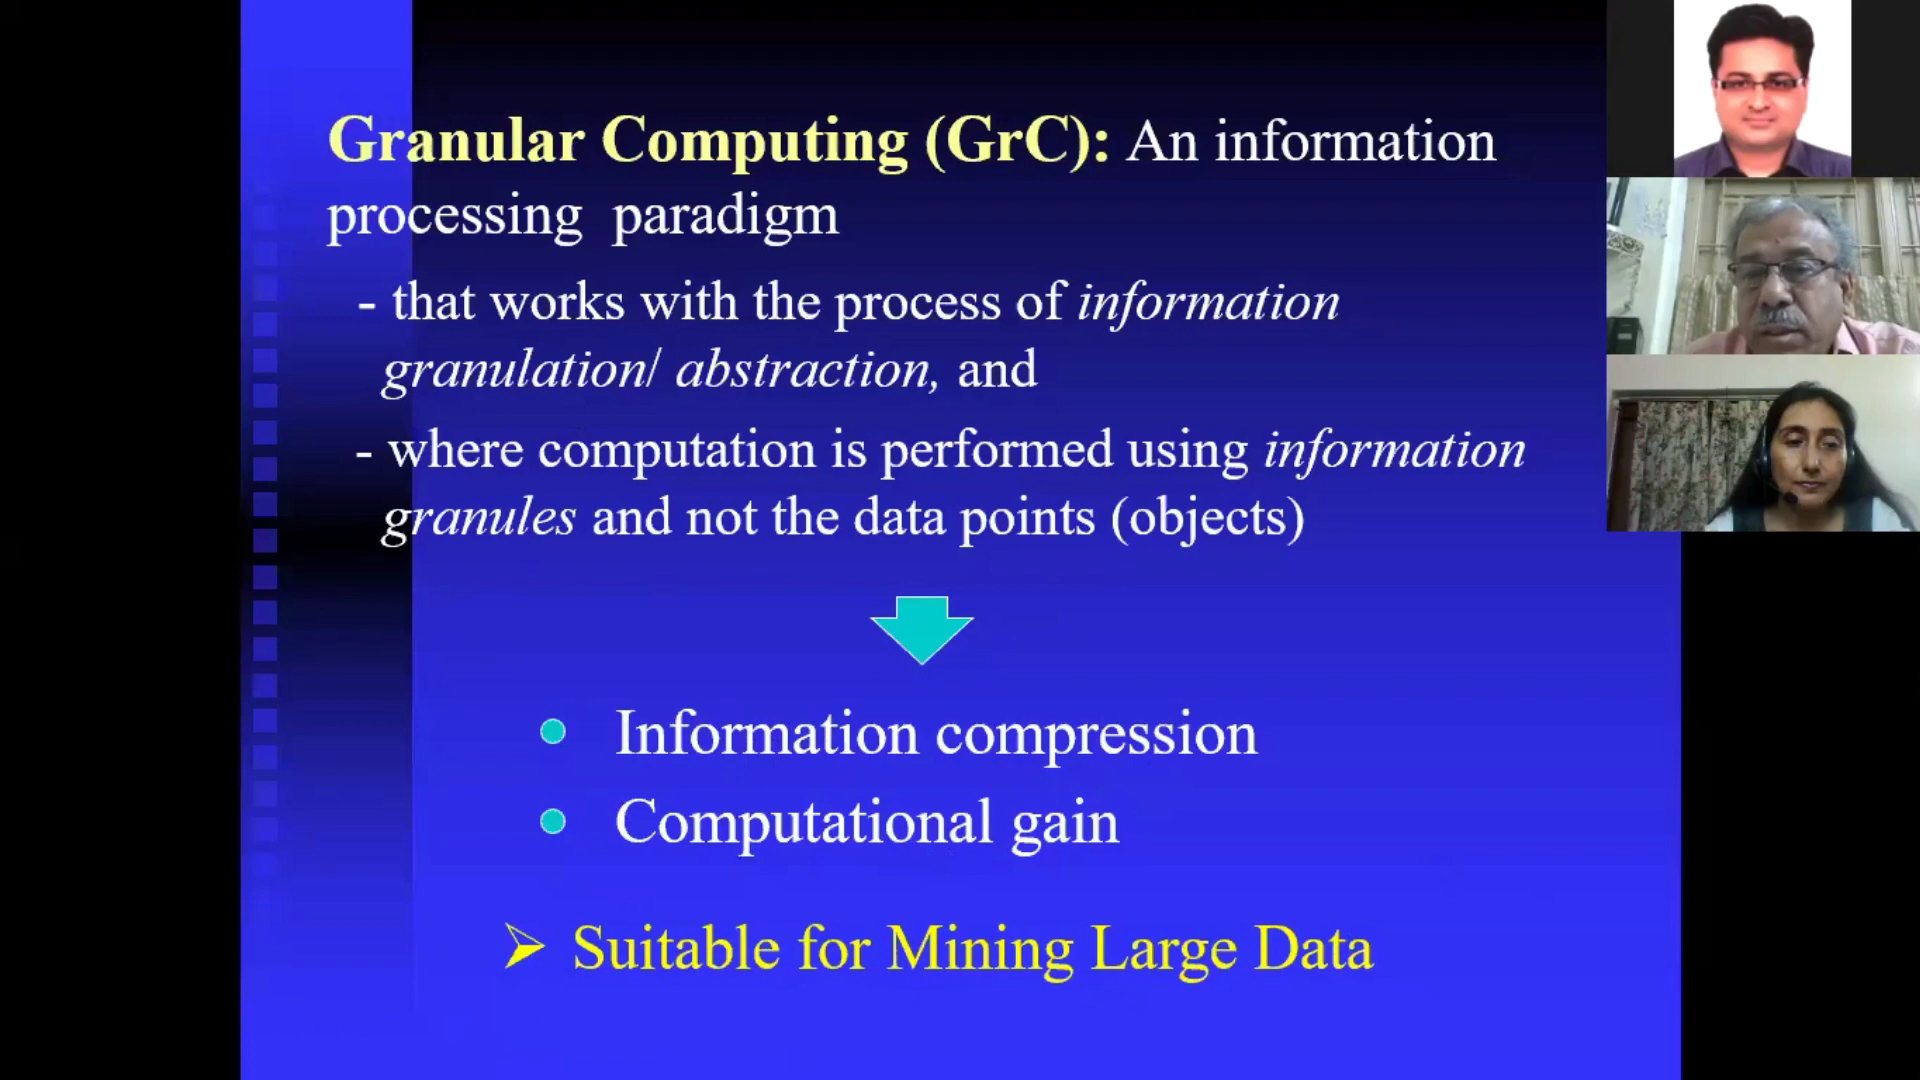 Granular Computing (GrC): An information
processing paradigm
- that works with the process of information
granulation/ abstraction, and
- where computation is performed using information
granules and not the data points (objects)
Information compression
Computational gain
Suitable for Mining Large Data